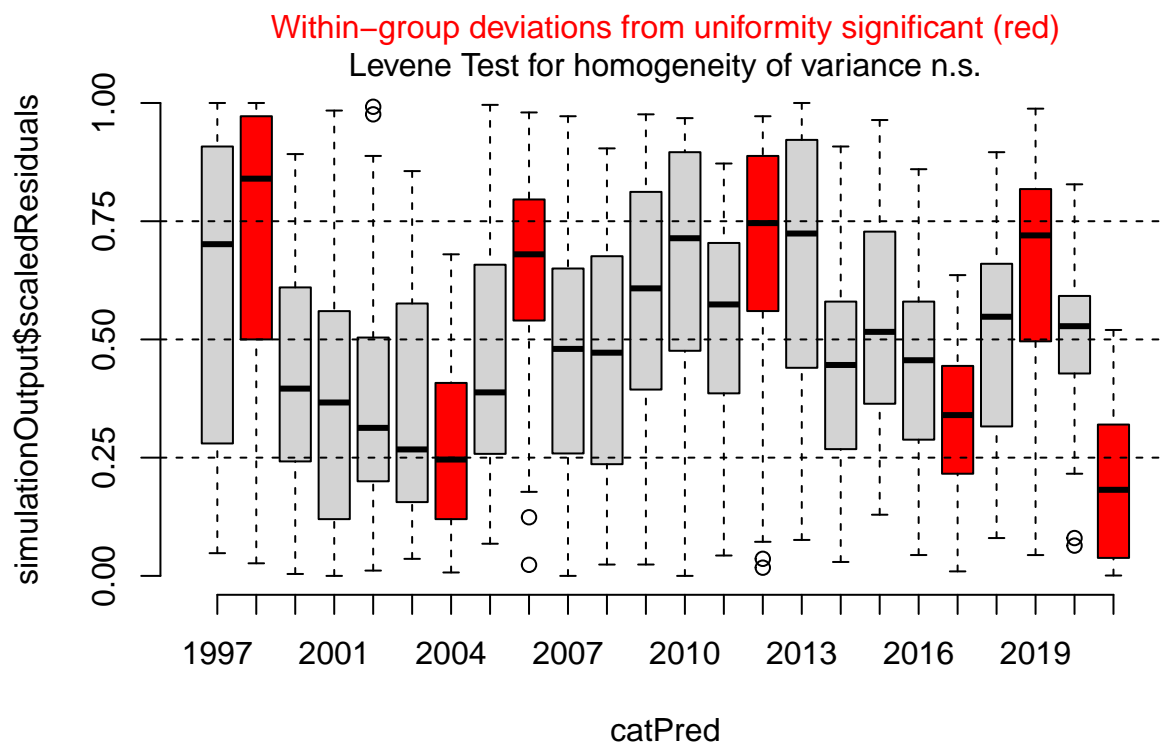 Within−group deviations from uniformity significant (red)
Levene Test for homogeneity of variance n.s.
simulationOutput$scaledResiduals
1.00
0.75
0.50
0.25
0.00
1997 2001 2004 2007 2010 2013 2016 2019
catPred